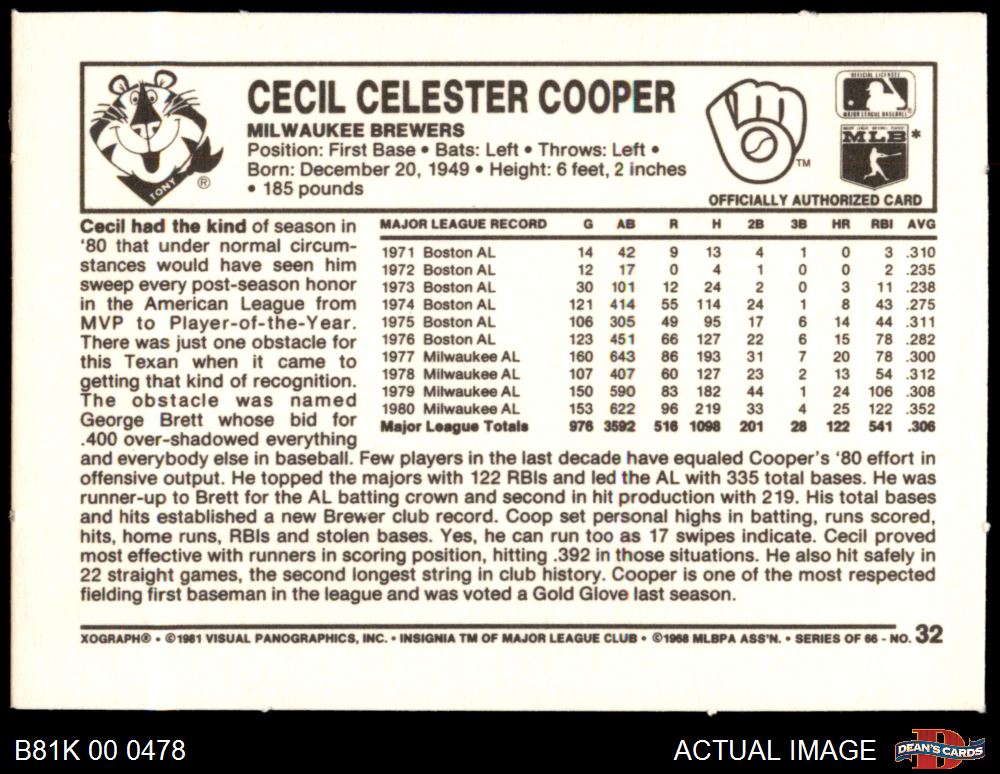 CECIL CELESTER COOPER
MILWAUKEE BREWERS
Position: First Base • Bats: Left • Throws: Left •
Born: December 20, 1949 • Height: 6 feet, 2 inches
• 185 pounds
TONY ®
TM
OFFICIAL LICENSEE
MAJOR LEAGUE BASEBALL
MLB *
OFFICIALLY AUTHORIZED CARD
Cecil had the kind of season in
'80 that under normal circum-
stances would have seen him
sweep every post-season honor
in the American League from
MVP to Player-of-the-Year.
There was just one obstacle for
this Texan when it came to
getting that kind of recognition.
The obstacle was named
George Brett whose bid for
.400 over-shadowed everything
MAJOR LEAGUE RECORD G AB R H 2B 3B HR RBI AVG
1971 Boston AL 14 42 9 13 4 1 0 3 .310
1972 Boston AL 12 17 0 4 1 0 0 2 .235
1973 Boston AL 30 101 12 24 2 0 3 11 .238
1974 Boston AL 121 414 55 114 24 1 8 43 .275
1975 Boston AL 106 305 49 95 17 6 14 44 .311
1976 Boston AL 123 451 66 127 22 6 15 78 .282
1977 Milwaukee AL 160 643 86 193 31 7 20 78 .300
1978 Milwaukee AL 107 407 60 127 23 2 13 54 .312
1979 Milwaukee AL 150 590 83 182 44 1 24 106 .308
1980 Milwaukee AL 153 622 96 219 33 4 25 122 .352
Major League Totals 976 3592 516 1098 201 28 122 541 .306
and everybody else in baseball. Few players in the last decade have equaled Cooper's '80 effort in
offensive output. He topped the majors with 122 RBIs and led the AL with 335 total bases. He was
runner-up to Brett for the AL batting crown and second in hit production with 219. His total bases
and hits established a new Brewer club record. Coop set personal highs in batting, runs scored,
hits, home runs, RBIs and stolen bases. Yes, he can run too as 17 swipes indicate. Cecil proved
most effective with runners in scoring position, hitting .392 in those situations. He also hit safely in
22 straight games, the second longest string in club history. Cooper is one of the most respected
fielding first baseman in the league and was voted a Gold Glove last season.
XOGRAPH® • ©1981 VISUAL PANOGRAPHICS, INC. • INSIGNIA TM OF MAJOR LEAGUE CLUB • ©1968 MLBPA ASS'N. • SERIES OF 66 - NO. 32
B81K 00 0478
ACTUAL IMAGE
DEAN'S CARDS